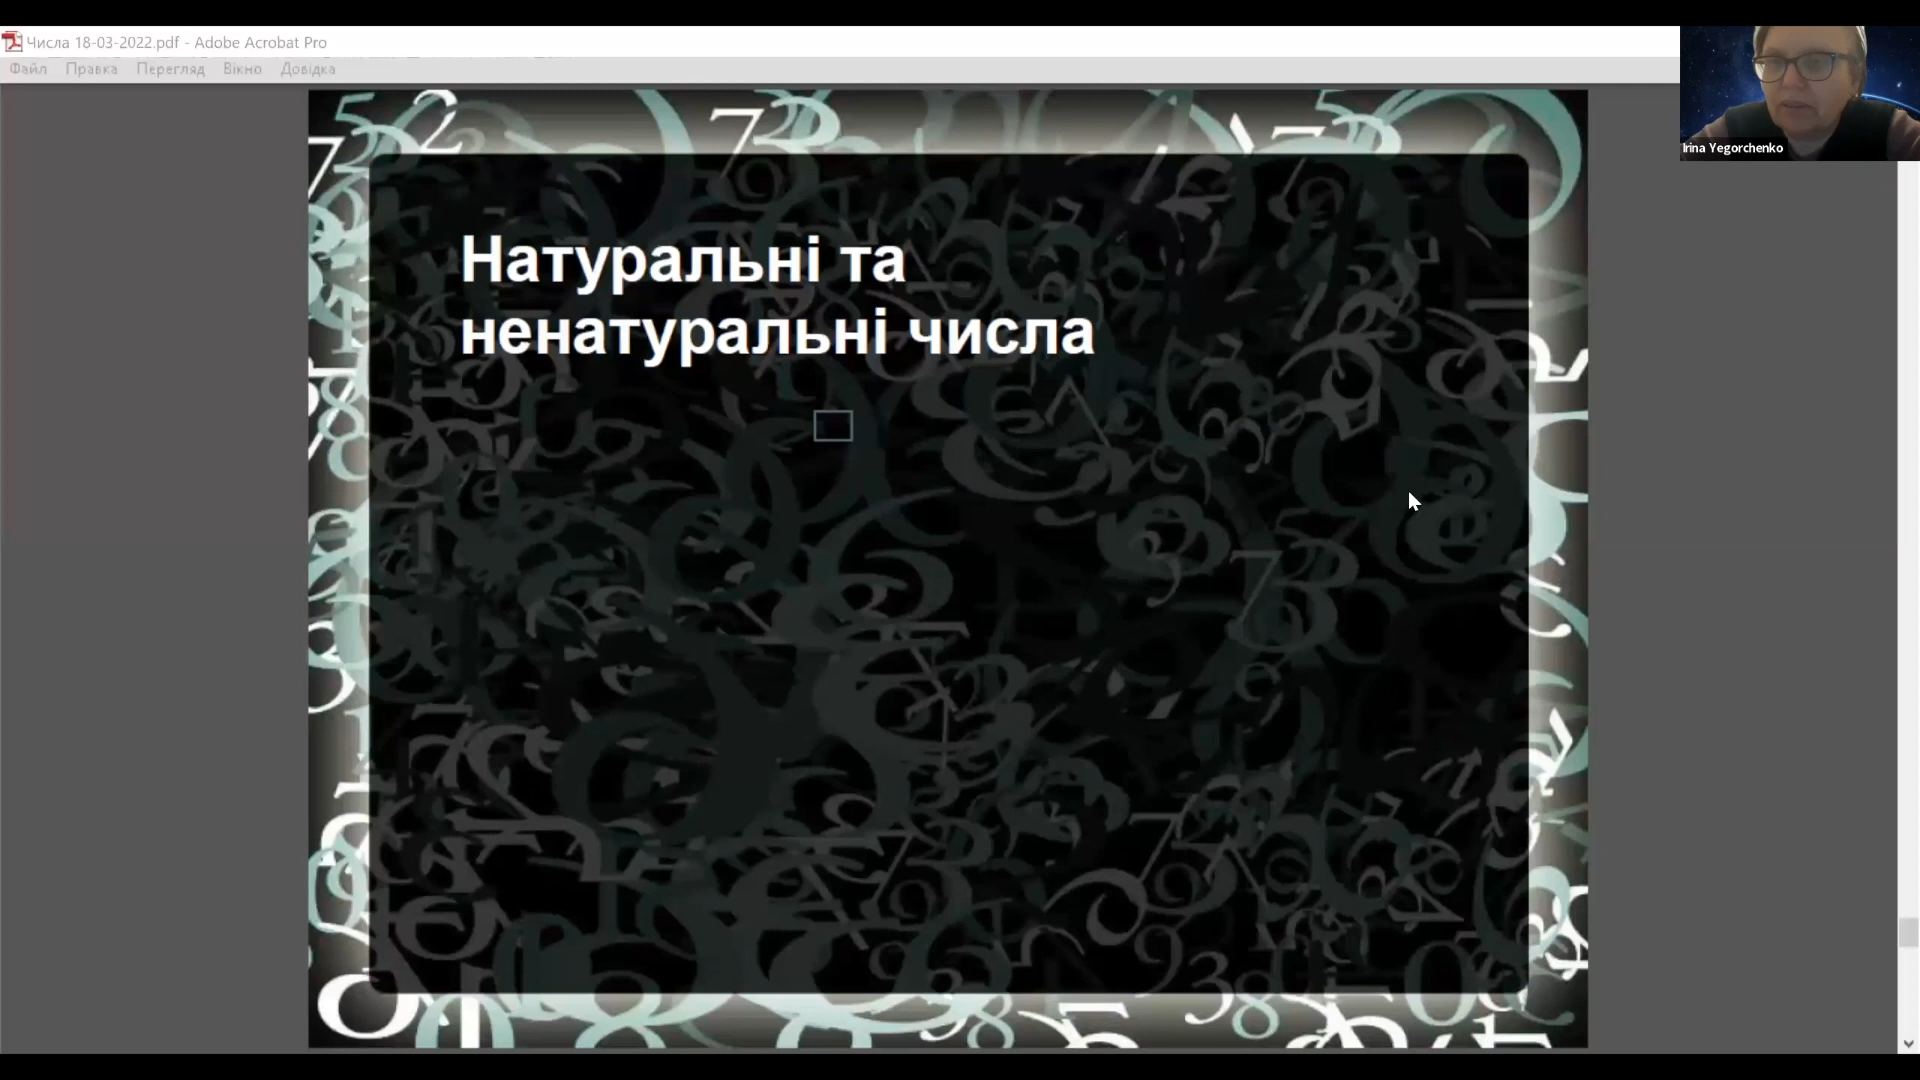 Числа 18-03-2022.pdf - Adobe Acrobat Pro
Файл Правка Перегляд Вікно Довідка
Irina Yegorchenko
Натуральні та
ненатуральні числа